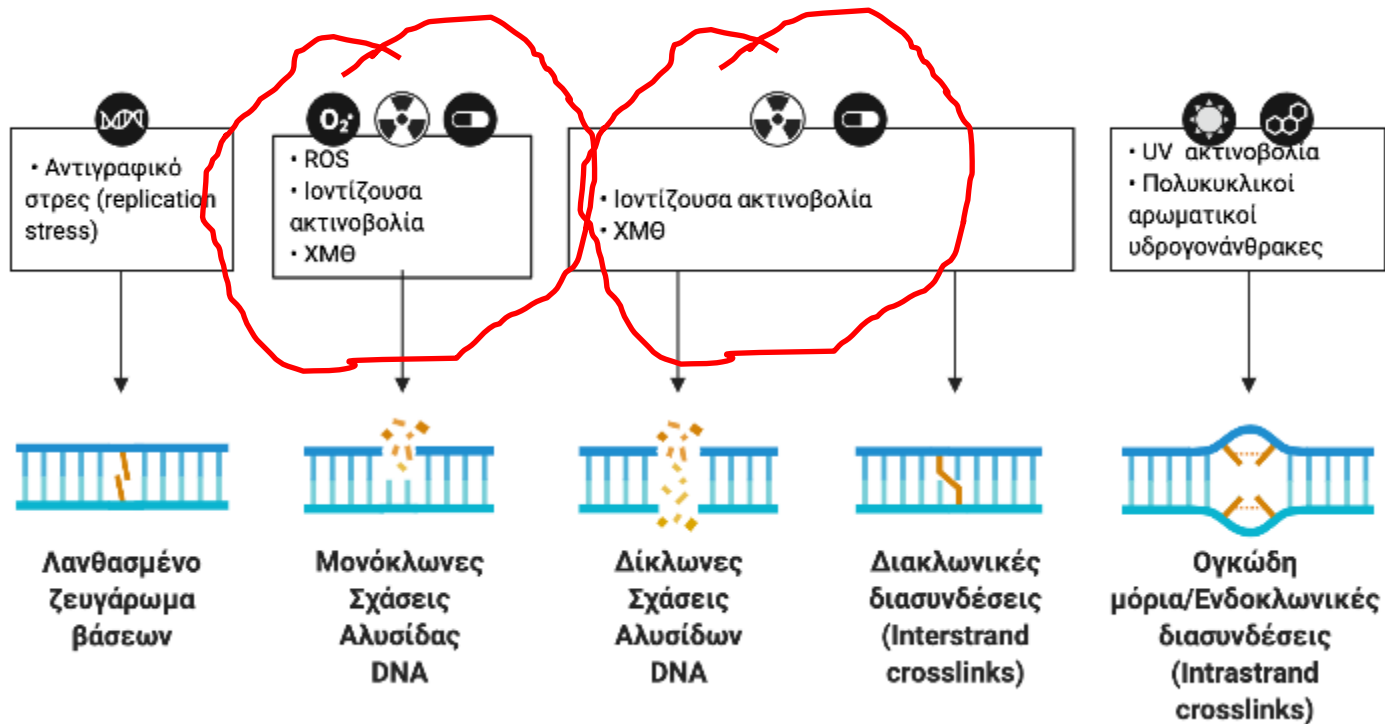 • Αντιγραφικό
στρες (replication
stress)
O₂•
• ROS
• Ιοντίζουσα
ακτινοβολία
• ΧΜΘ
• Ιοντίζουσα ακτινοβολία
• ΧΜΘ
• UV ακτινοβολία
• Πολυκυκλικοί
αρωματικοί
υδρογονάνθρακες
Λανθασμένο
ζευγάρωμα
βάσεων
Μονόκλωνες
Σχάσεις
Αλυσίδας
DNA
Δίκλωνες
Σχάσεις
Αλυσίδων
DNA
Διακλωνικές
διασυνδέσεις
(Interstrand
crosslinks)
Ογκώδη
μόρια/Ενδοκλωνικές
διασυνδέσεις
(Intrastrand
crosslinks)